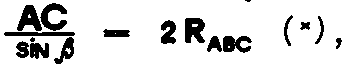 AC / sin β − 2 R_ABC (*),